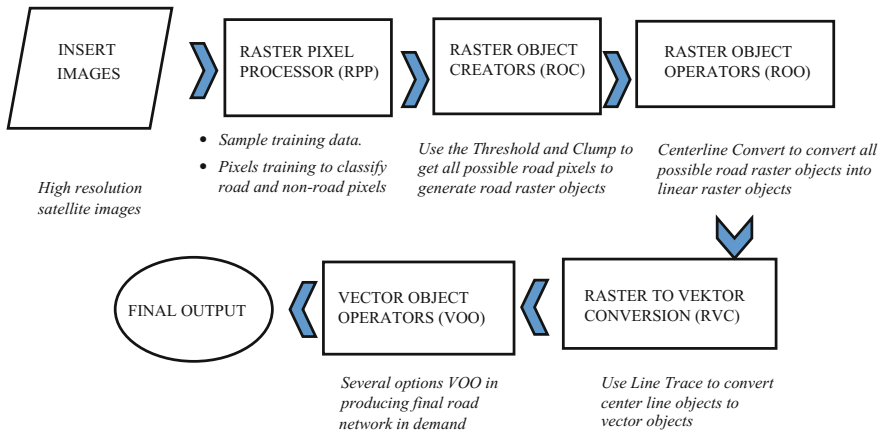 INSERT
IMAGES
RASTER PIXEL
PROCESSOR (RPP)
RASTER OBJECT
CREATORS (ROC)
RASTER OBJECT
OPERATORS (ROO)
High resolution
satellite images
• Sample training data.
• Pixels training to classify
road and non-road pixels
Use the Threshold and Clump to
get all possible road pixels to
generate road raster objects
Centerline Convert to convert all
possible road raster objects into
linear raster objects
RASTER TO VEKTOR
CONVERSION (RVC)
VECTOR OBJECT
OPERATORS (VOO)
FINAL OUTPUT
Use Line Trace to convert
center line objects to
vector objects
Several options VOO in
producing final road
network in demand